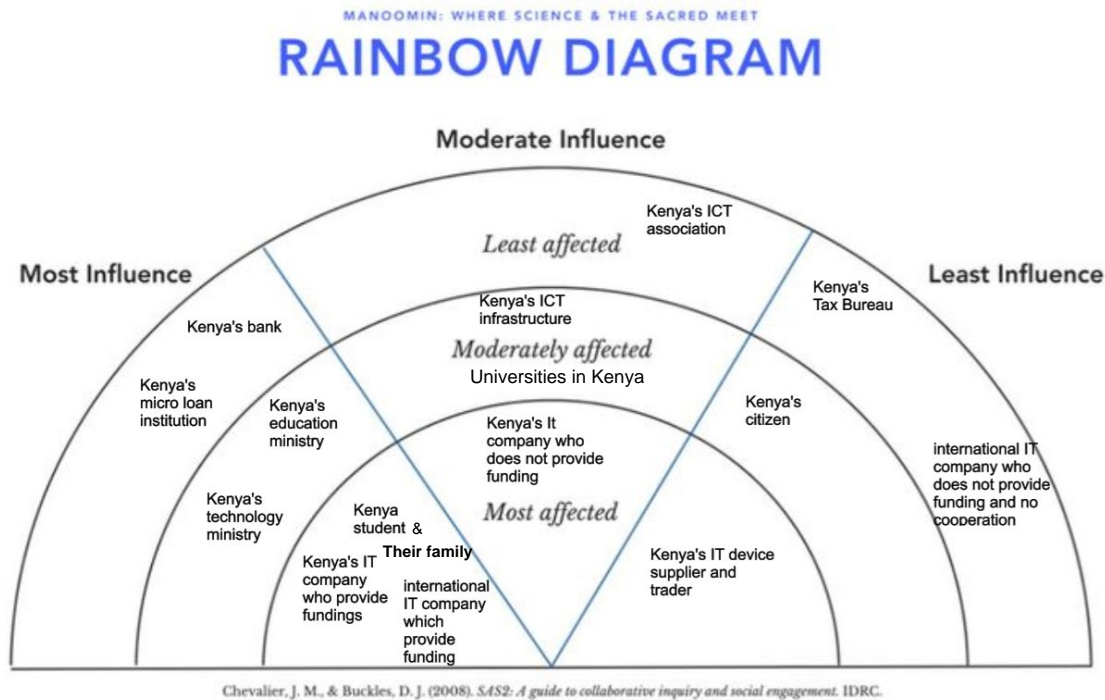 MANOOMIN: WHERE SCIENCE & THE SACRED MEET
RAINBOW DIAGRAM
Moderate Influence
Most Influence
Least Influence
Kenya's ICT
association
Least affected
Kenya's
Tax Bureau
Kenya's bank
Kenya's ICT
infrastructure
Moderately affected
Universities in Kenya
Kenya's
micro loan
institution
Kenya's
education
ministry
Kenya's
citizen
Kenya's It
company who
does not provide
funding
international IT
company who
does not provide
funding and no
cooperation
Kenya's
technology
ministry
Kenya
student &
Their family
Most affected
Kenya's IT
company
who provide
fundings
international
IT company
which
provide
funding
Kenya's IT device
supplier and
trader
Chevalier, J. M., & Buckles, D. J. (2008). SAS2: A guide to collaborative inquiry and social engagement. IDRC.